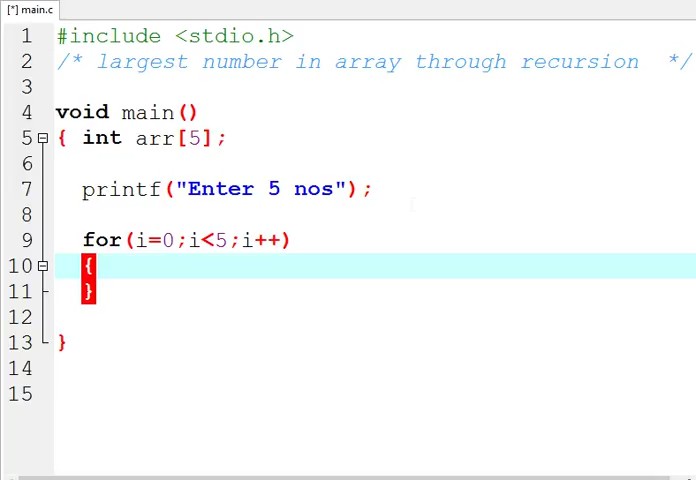 [*] main.c
1 #include <stdio.h>
2 /* largest number in array through recursion */
3
4 void main()
5 { int arr[5];
6
7 printf("Enter 5 nos");
8
9 for(i=0;i<5;i++)
10 {
11 }
12
13 }
14
15